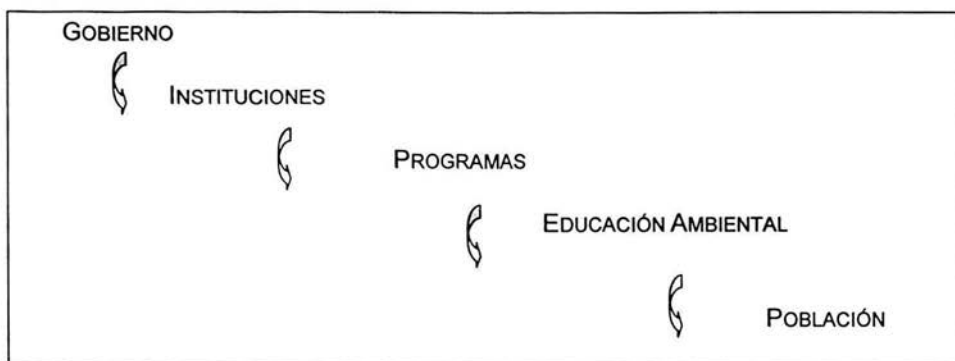 GOBIERNO
INSTITUCIONES
PROGRAMAS
EDUCACIÓN AMBIENTAL
POBLACIÓN